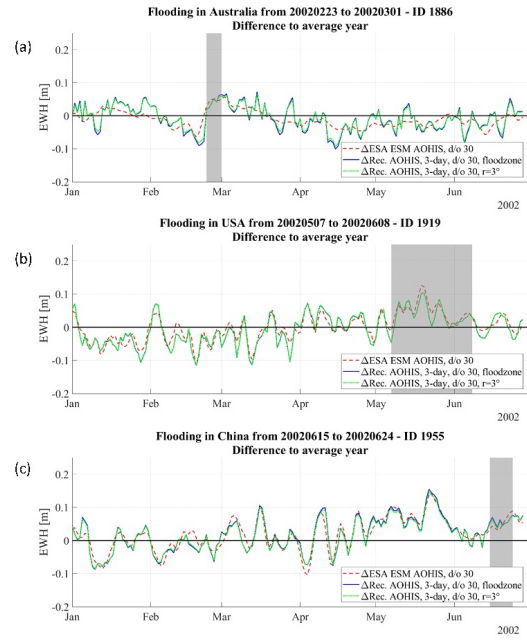 (a)
Flooding in Australia from 20020223 to 20020301 - ID 1886
Difference to average year
EWH [m]
0.2
0.1
0
-0.1
-0.2
Jan Feb Mar Apr May Jun
2002
ΔESA ESM AOHIS, d/o 30
ΔRec. AOHIS, 3-day, d/o 30, floodzone
ΔRec. AOHIS, 3-day, d/o 30, r=3°
(b)
Flooding in USA from 20020507 to 20020608 - ID 1919
Difference to average year
EWH [m]
0.2
0.1
0
-0.1
-0.2
Jan Feb Mar Apr May Jun
2002
ΔESA ESM AOHIS, d/o 30
ΔRec. AOHIS, 3-day, d/o 30, floodzone
ΔRec. AOHIS, 3-day, d/o 30, r=3°
(c)
Flooding in China from 20020615 to 20020624 - ID 1955
Difference to average year
EWH [m]
0.2
0.1
0
-0.1
-0.2
Jan Feb Mar Apr May Jun
2002
ΔESA ESM AOHIS, d/o 30
ΔRec. AOHIS, 3-day, d/o 30, floodzone
ΔRec. AOHIS, 3-day, d/o 30, r=3°